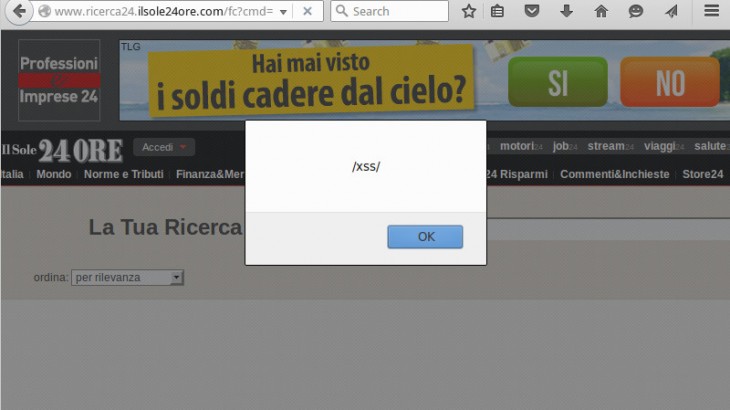 www.ricerca24.ilsole24ore.com/fc?cmd=
Search
Professioni
Imprese 24
TLG
Hai mai visto
i soldi cadere dal cielo?
SI
NO
Il Sole 24 ORE
Accedi
motori24 job24 stream24 viaggi24 salute
Italia Mondo Norme e Tributi Finanza&Mer
24 Risparmi Commenti&Inchieste Store24
/xss/
OK
La Tua Ricerca
ordina: per rilevanza